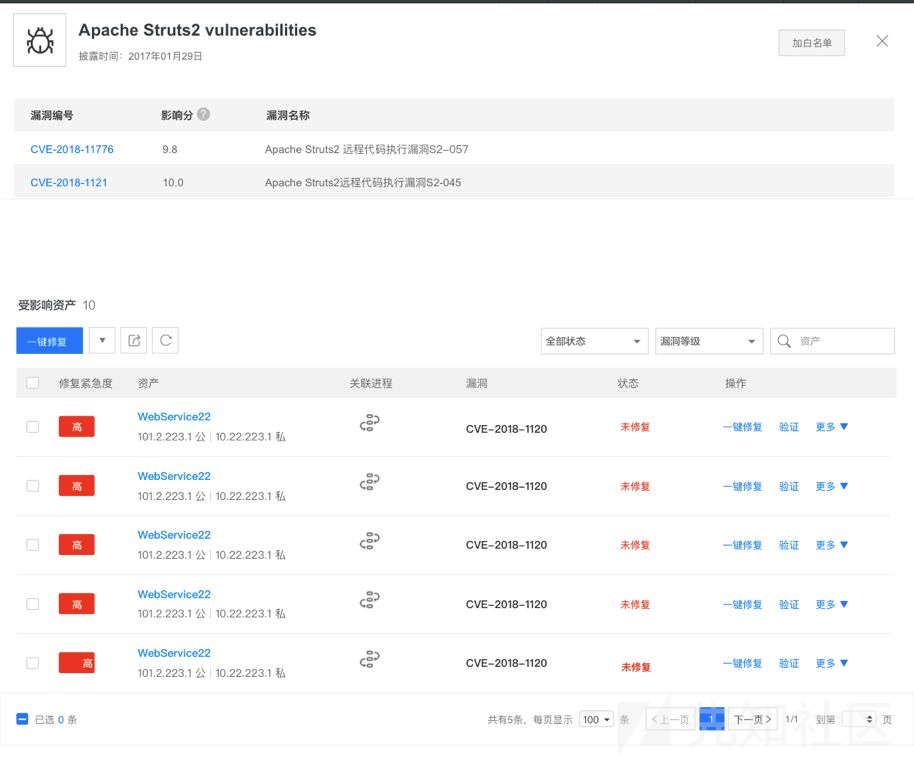 Apache Struts2 vulnerabilities
披露时间：2017年01月29日
加白名单
漏洞编号 影响分 ? 漏洞名称
CVE-2018-11776 9.8 Apache Struts2 远程代码执行漏洞S2–057
CVE-2018-1121 10.0 Apache Struts2远程代码执行漏洞S2-045
受影响资产 10
一键修复 全部状态 漏洞等级 资产
修复紧急度 资产 关联进程 漏洞 状态 操作
高 WebService22 CVE–2018–1120 未修复 一键修复 验证 更多
101.2.223.1 公 | 10.22.223.1 私
高 WebService22 CVE–2018–1120 未修复 一键修复 验证 更多
101.2.223.1 公 | 10.22.223.1 私
高 WebService22 CVE–2018–1120 未修复 一键修复 验证 更多
101.2.223.1 公 | 10.22.223.1 私
高 WebService22 CVE–2018–1120 未修复 一键修复 验证 更多
101.2.223.1 公 | 10.22.223.1 私
高 WebService22 CVE–2018–1120 未修复 一键修复 验证 更多
101.2.223.1 公 | 10.22.223.1 私
已选 0 条 共有5条，每页显示 100 条 <上一页 1 下一页> 1/1 到第 页
先知社区